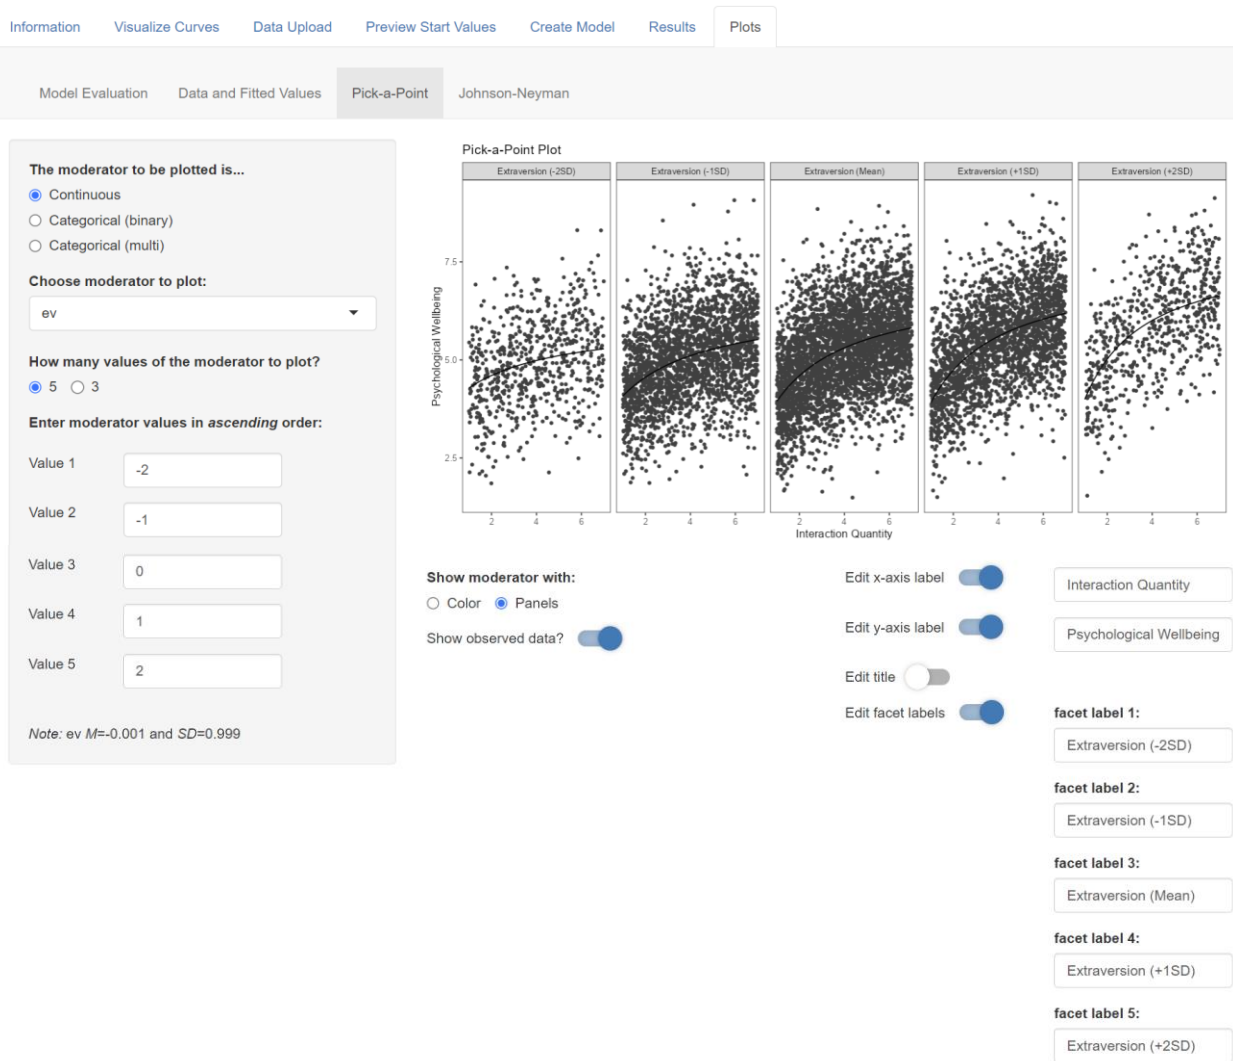 Information Visualize Curves Data Upload Preview Start Values Create Model Results Plots
Model Evaluation Data and Fitted Values Pick-a-Point Johnson-Neyman
The moderator to be plotted is...
Continuous
Categorical (binary)
Categorical (multi)
Choose moderator to plot:
ev
How many values of the moderator to plot?
5 3
Enter moderator values in ascending order:
Value 1 -2
Value 2 -1
Value 3 0
Value 4 1
Value 5 2
Note: ev M=-0.001 and SD=0.999
Pick-a-Point Plot
Extraversion (-2SD) Extraversion (-1SD) Extraversion (Mean) Extraversion (+1SD) Extraversion (+2SD)
Psychological Wellbeing
7.5
5.0
2.5
2 4 6 2 4 6 2 4 6 2 4 6 2 4 6
Interaction Quantity
Show moderator with:
Color Panels
Show observed data?
Edit x-axis label Interaction Quantity
Edit y-axis label Psychological Wellbeing
Edit title
Edit facet labels
facet label 1:
Extraversion (-2SD)
facet label 2:
Extraversion (-1SD)
facet label 3:
Extraversion (Mean)
facet label 4:
Extraversion (+1SD)
facet label 5:
Extraversion (+2SD)